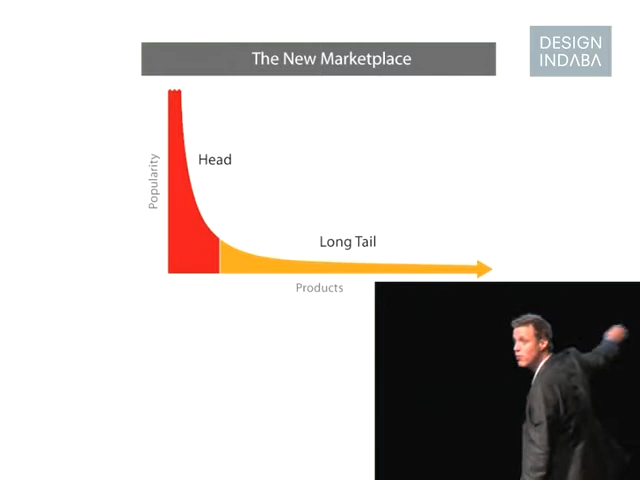 DESIGN
INDABA
The New Marketplace
Head
Popularity
Long Tail
Products